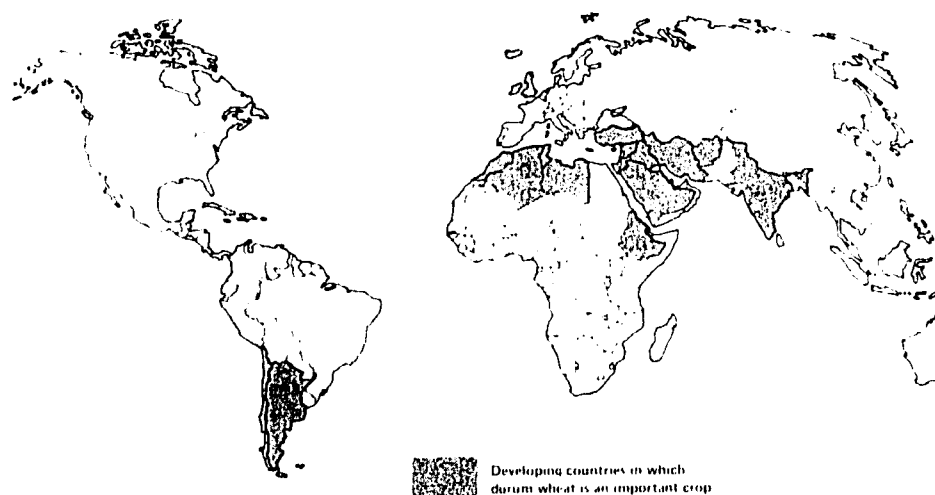 Developing countries in which
durum wheat is an important crop